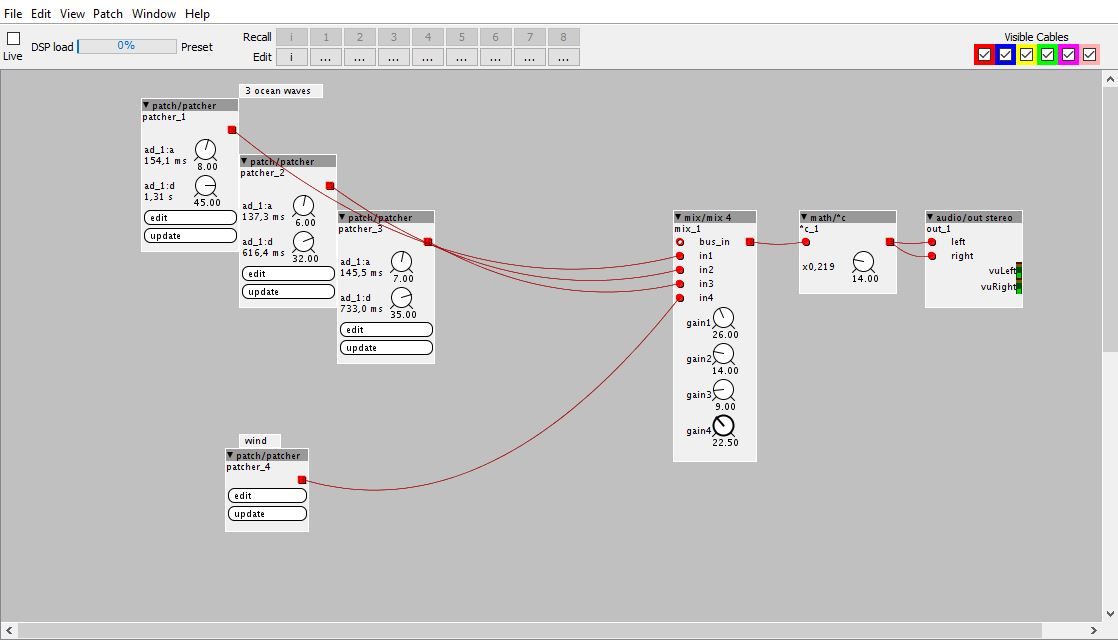 File Edit View Patch Window Help
Live
DSP load 0% Preset
Recall i 1 2 3 4 5 6 7 8
Edit i ... ... ... ... ... ... ... ...
Visible Cables
3 ocean waves
patch/patcher
patcher_1
ad_1:a
154,1 ms
8.00
ad_1:d
1,31 s
45.00
edit
update
patch/patcher
patcher_2
ad_1:a
137,3 ms
6.00
ad_1:d
616,4 ms
32.00
edit
update
patch/patcher
patcher_3
ad_1:a
145,5 ms
7.00
ad_1:d
733,0 ms
35.00
edit
update
wind
patch/patcher
patcher_4
edit
update
mix/mix 4
mix_1
bus_in
in1
in2
in3
in4
gain1
26.00
gain2
14.00
gain3
9.00
gain4
22.50
math/*c
*c_1
x0,219
14.00
audio/out stereo
out_1
left
right
vuLeft
vuRight